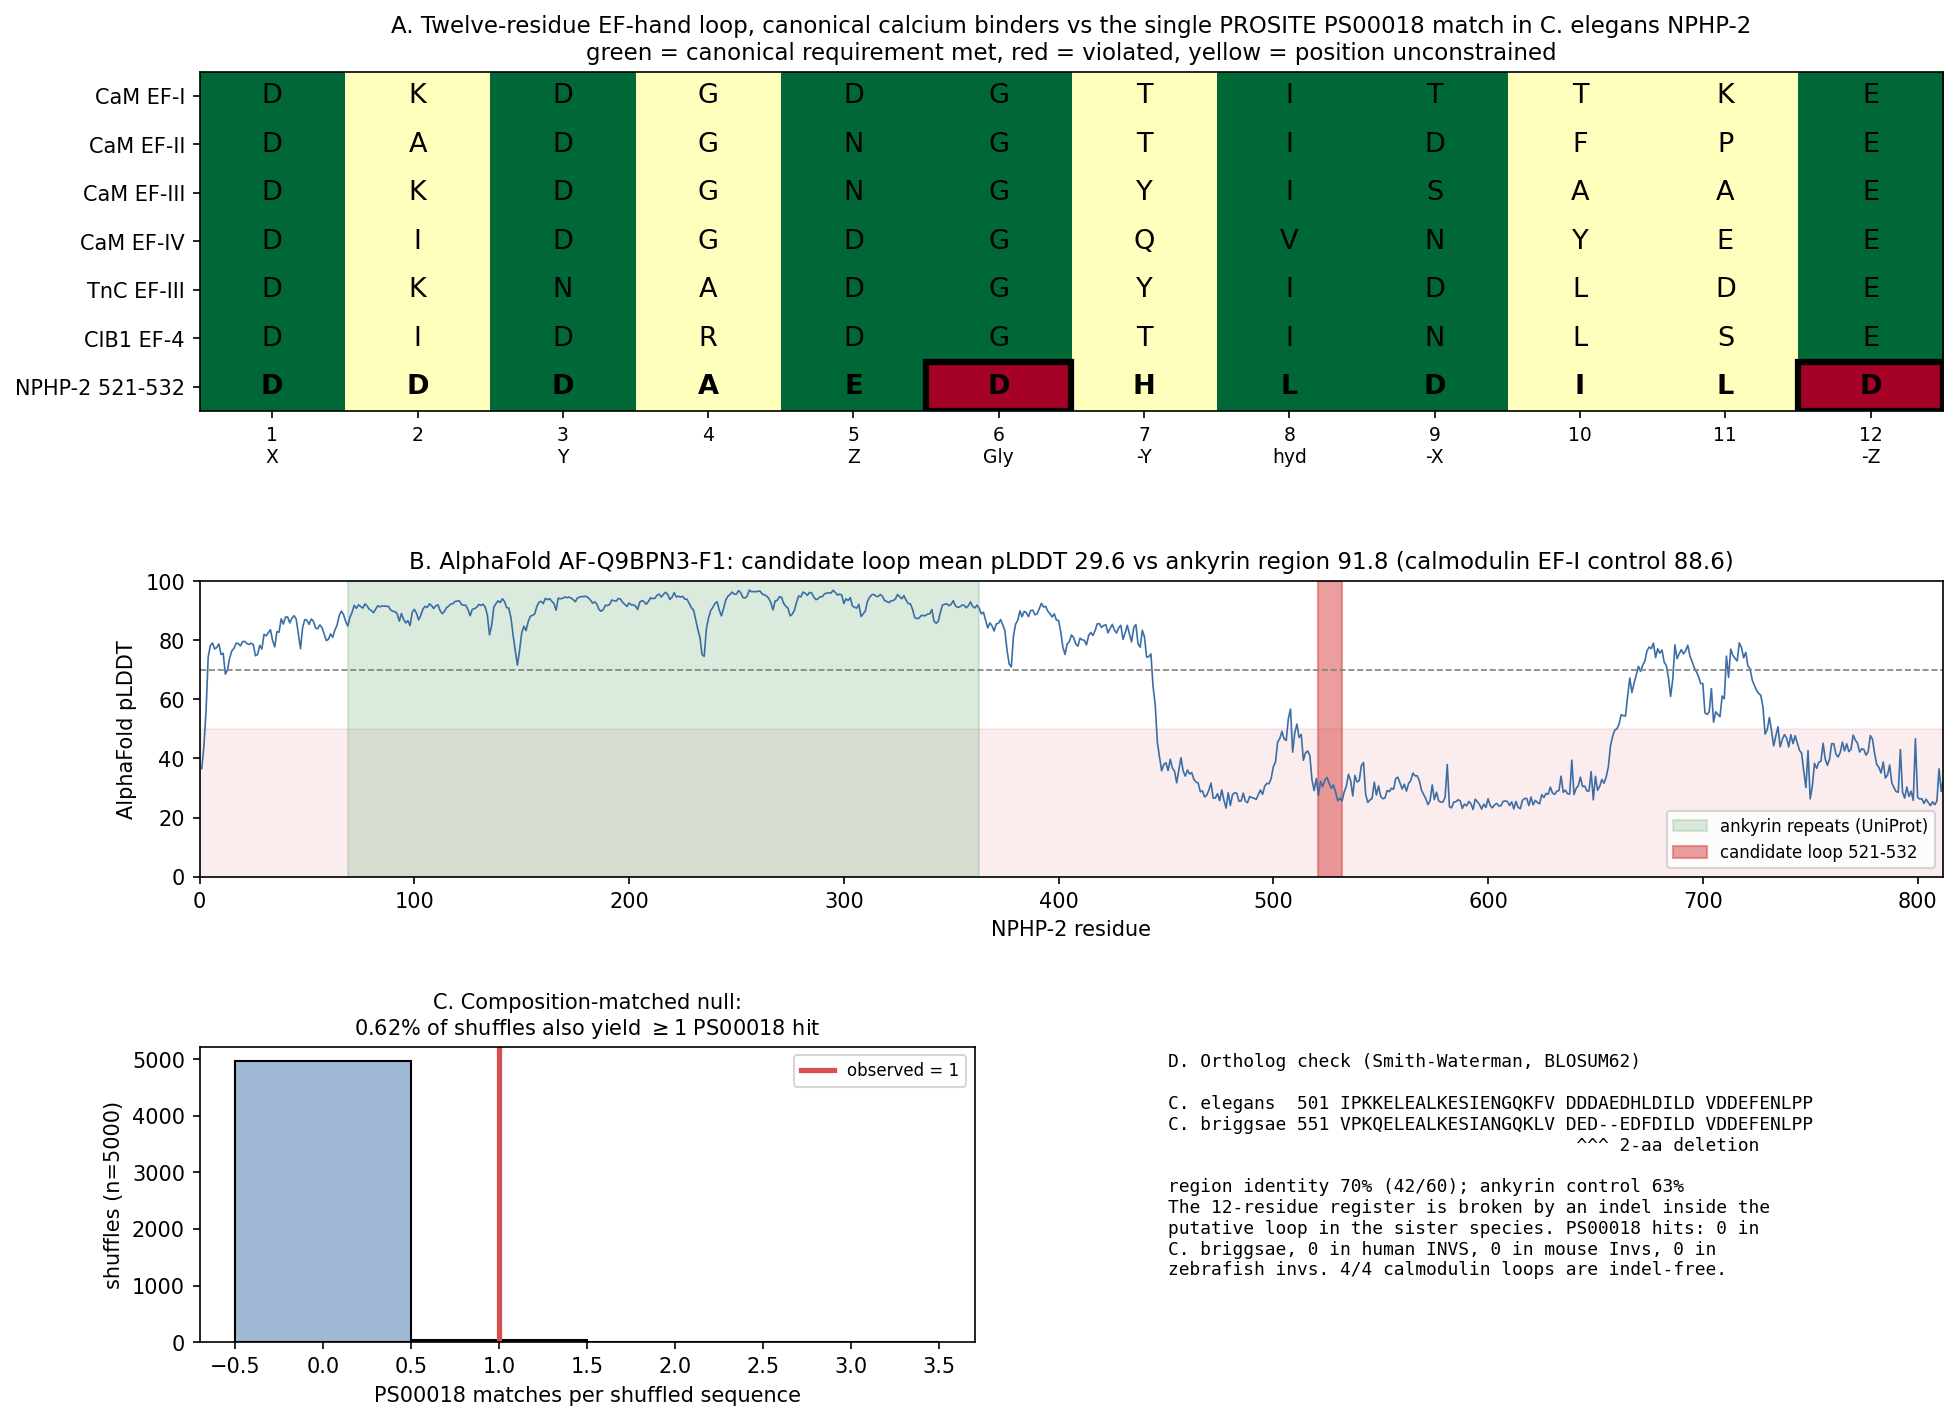 A. Twelve-residue EF-hand loop, canonical calcium binders vs the single PROSITE PS00018 match in C. elegans NPHP-2
green = canonical requirement met, red = violated, yellow = position unconstrained
CaM EF-I D K D G D G T I T T K E
CaM EF-II D A D G N G T I D F P E
CaM EF-III D K D G N G Y I S A A E
CaM EF-IV D I D G D G Q V N Y E E
TnC EF-III D K N A D G Y I D L D E
CIB1 EF-4 D I D R D G T I N L S E
NPHP-2 521-532 D D D A E D H L D I L D
1 2 3 4 5 6 7 8 9 10 11 12
X Y Z Gly -Y hyd -X -Z
B. AlphaFold AF-Q9BPN3-F1: candidate loop mean pLDDT 29.6 vs ankyrin region 91.8 (calmodulin EF-I control 88.6)
AlphaFold pLDDT
100
80
60
40
20
0
ankyrin repeats (UniProt)
candidate loop 521-532
0 100 200 300 400 500 600 700 800
NPHP-2 residue
C. Composition-matched null:
0.62% of shuffles also yield ≥1 PS00018 hit
shuffles (n=5000)
5000
4000
3000
2000
1000
0
observed = 1
−0.5 0.0 0.5 1.0 1.5 2.0 2.5 3.0 3.5
PS00018 matches per shuffled sequence
D. Ortholog check (Smith-Waterman, BLOSUM62)
C. elegans  501 IPKKELEALKESIENGQKFV DDDAEDHLDILD VDDEFENLPP
C. briggsae 551 VPKQELEALKESIANGQKLV DED--EDFDILD VDDEFENLPP
^^^ 2-aa deletion
region identity 70% (42/60); ankyrin control 63%
The 12-residue register is broken by an indel inside the
putative loop in the sister species. PS00018 hits: 0 in
C. briggsae, 0 in human INVS, 0 in mouse Invs, 0 in
zebrafish invs. 4/4 calmodulin loops are indel-free.